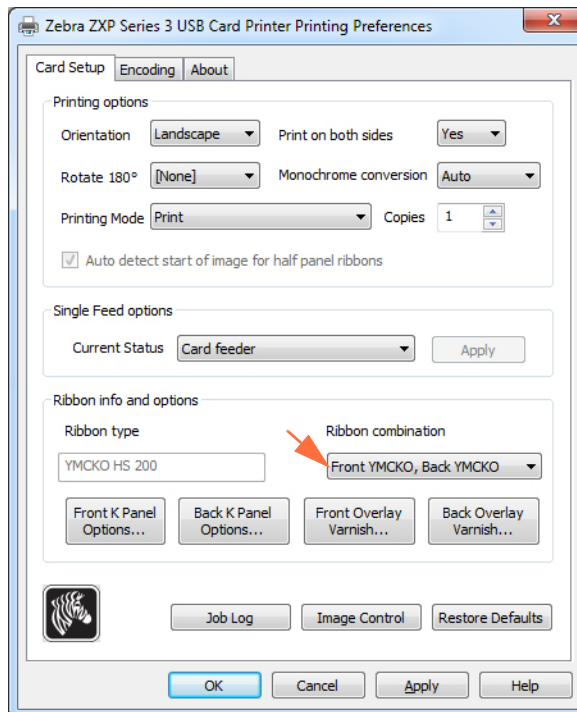 Zebra ZXP Series 3 USB Card Printer Printing Preferences
Card Setup Encoding About
Printing options
Orientation Landscape Print on both sides Yes
Rotate 180° [None] Monochrome conversion Auto
Printing Mode Print Copies 1
Auto detect start of image for half panel ribbons
Single Feed options
Current Status Card feeder Apply
Ribbon info and options
Ribbon type Ribbon combination
YMCKO HS 200 Front YMCKO, Back YMCKO
Front K Panel Back K Panel Front Overlay Back Overlay
Options... Options... Varnish... Varnish...
Job Log Image Control Restore Defaults
OK Cancel Apply Help